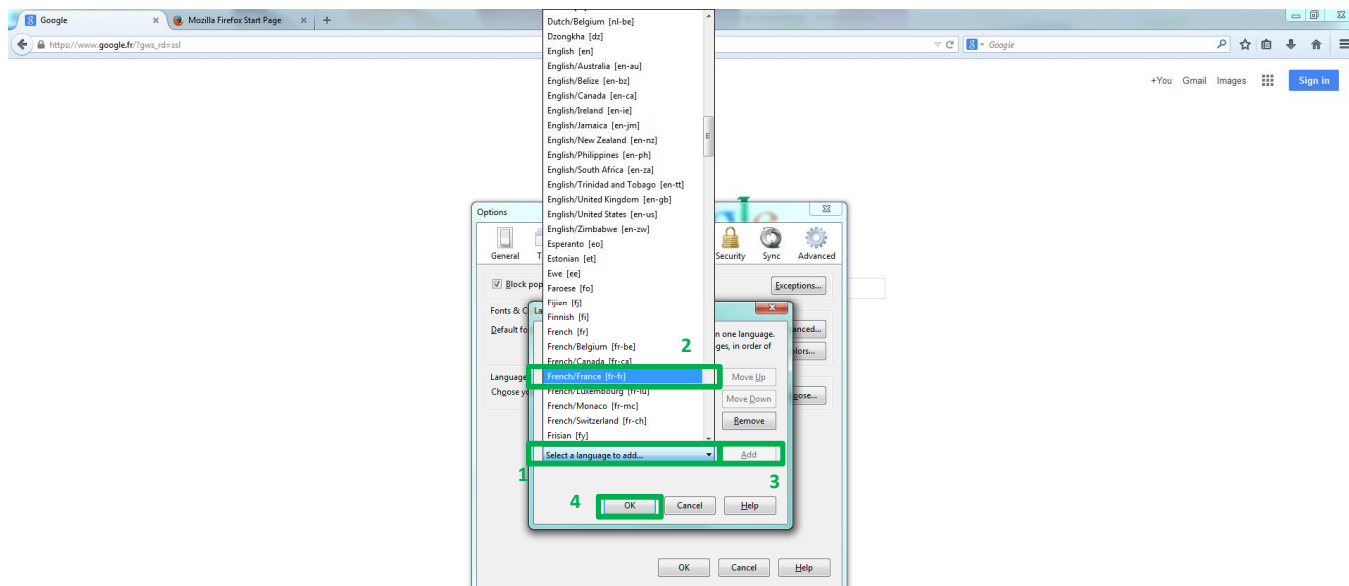 Google
Mozilla Firefox Start Page
https://www.google.fr/?gws_rd=ssl
Google
+You Gmail Images Sign in
Dutch/Belgium [nl-be]
Dzongkha [dz]
English [en]
English/Australia [en-au]
English/Belize [en-bz]
English/Canada [en-ca]
English/Ireland [en-ie]
English/Jamaica [en-jm]
English/New Zealand [en-nz]
English/Philippines [en-ph]
English/South Africa [en-za]
English/Trinidad and Tobago [en-tt]
English/United Kingdom [en-gb]
English/United States [en-us]
English/Zimbabwe [en-zw]
Esperanto [eo]
Estonian [et]
Ewe [ee]
Faroese [fo]
Fijian [fj]
Finnish [fi]
French [fr]
French/Belgium [fr-be]
French/Canada [fr-ca]
French/France [fr-fr]
French/Luxembourg [fr-lu]
French/Monaco [fr-mc]
French/Switzerland [fr-ch]
Frisian [fy]
Select a language to add...
Options
General
Security Sync Advanced
Block pop
Exceptions...
Fonts & C
Default fo
n one language.
ges, in order of
2
Language
Move Up
Move Down
Remove
Add
1
3
4
OK Cancel Help
OK Cancel Help